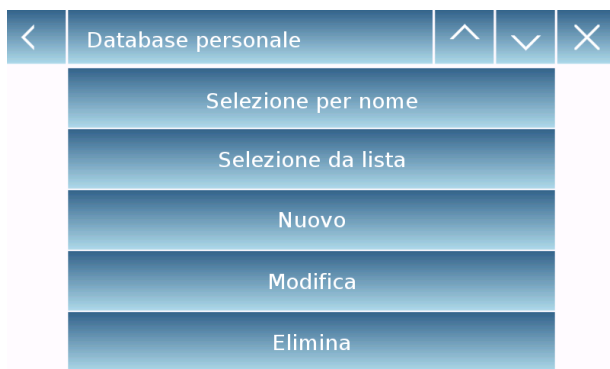 Database personale
Selezione per nome
Selezione da lista
Nuovo
Modifica
Elimina